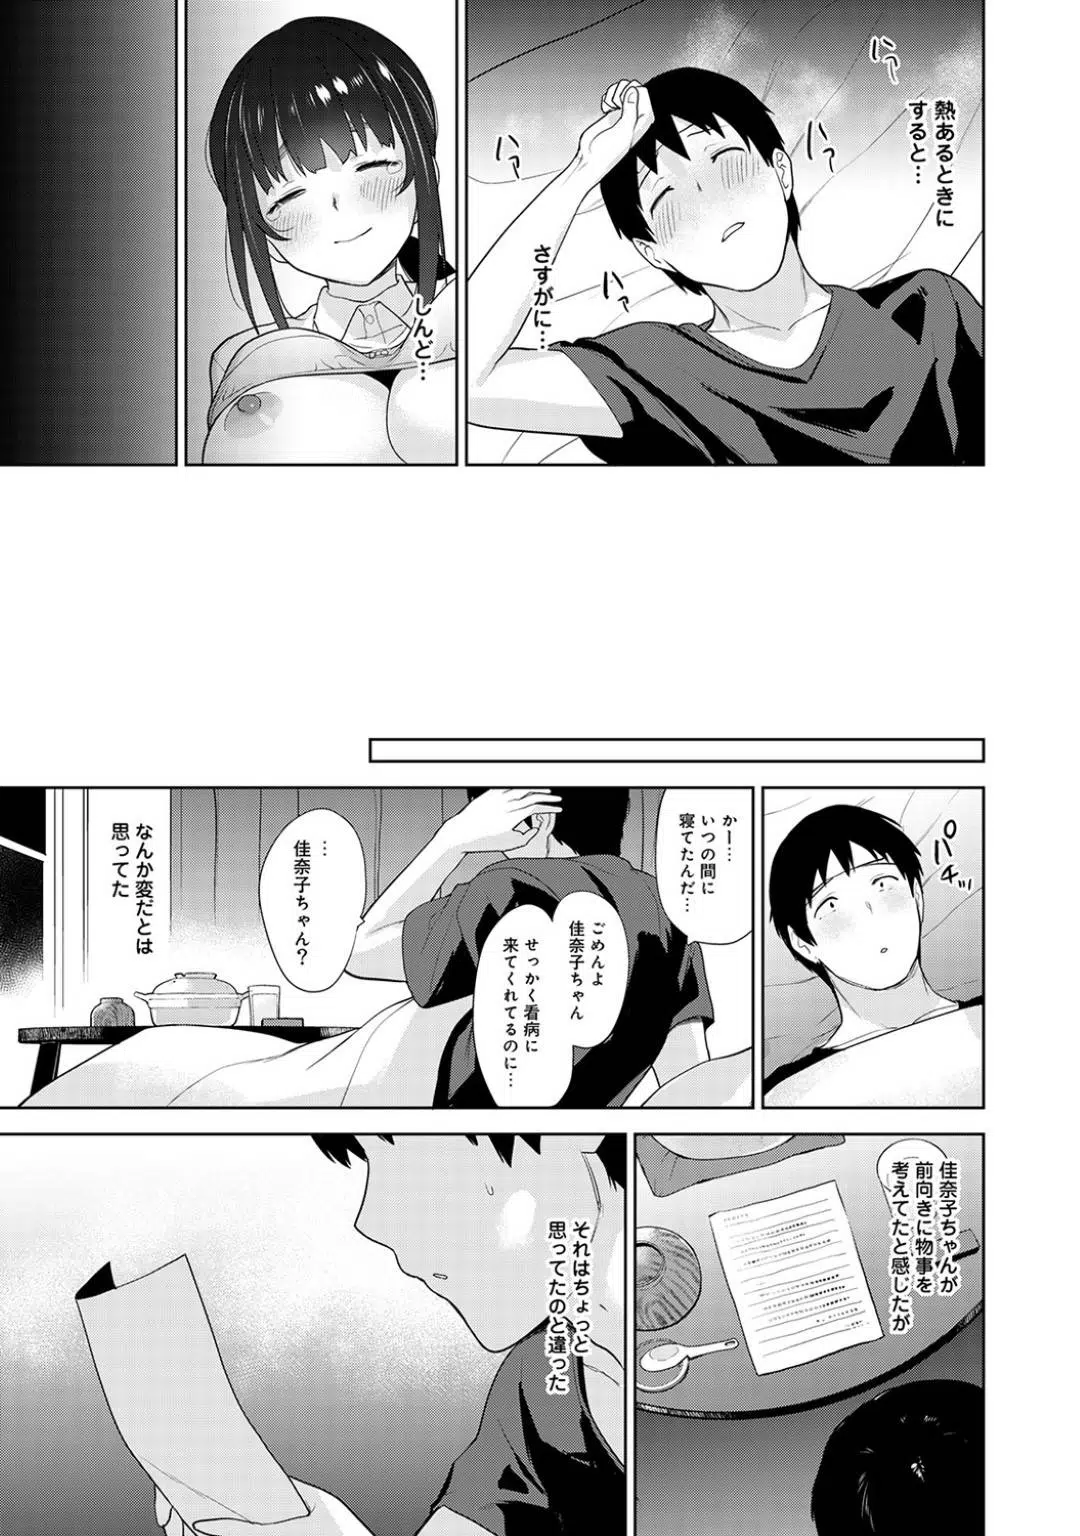 ハァ
熱あるときに
すると…
ハァ
ハァ
ハァ
さすがに…
しんど…
パチッ
かー…
いつの間に
寝てたんだ…
ごめんよ
佳奈子ちゃん
せっかく看病に
来てくれてるのに…
…
佳奈子ちゃん?
なんか変だとは
思ってた
佳奈子ちゃんが
前向きに物事を
考えてたと感じたが
それはちょっと
思ってたのと違った